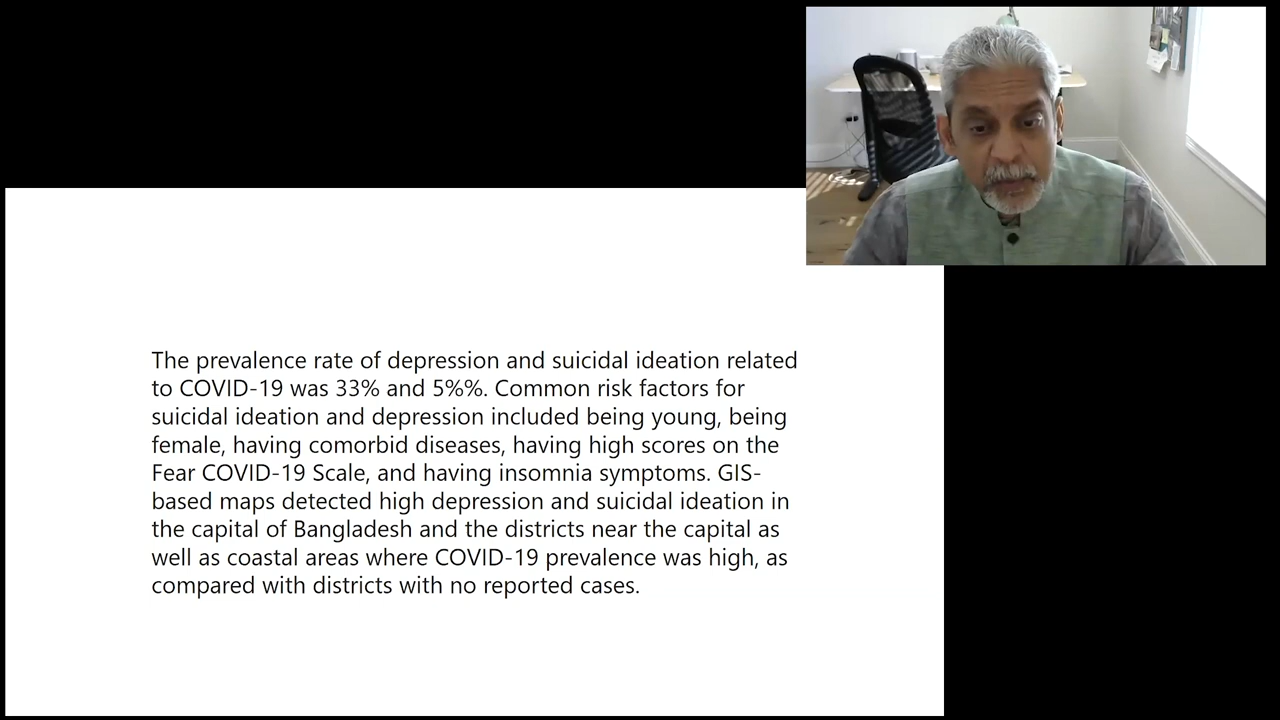 The prevalence rate of depression and suicidal ideation related
to COVID-19 was 33% and 5%%. Common risk factors for
suicidal ideation and depression included being young, being
female, having comorbid diseases, having high scores on the
Fear COVID-19 Scale, and having insomnia symptoms. GIS-
based maps detected high depression and suicidal ideation in
the capital of Bangladesh and the districts near the capital as
well as coastal areas where COVID-19 prevalence was high, as
compared with districts with no reported cases.